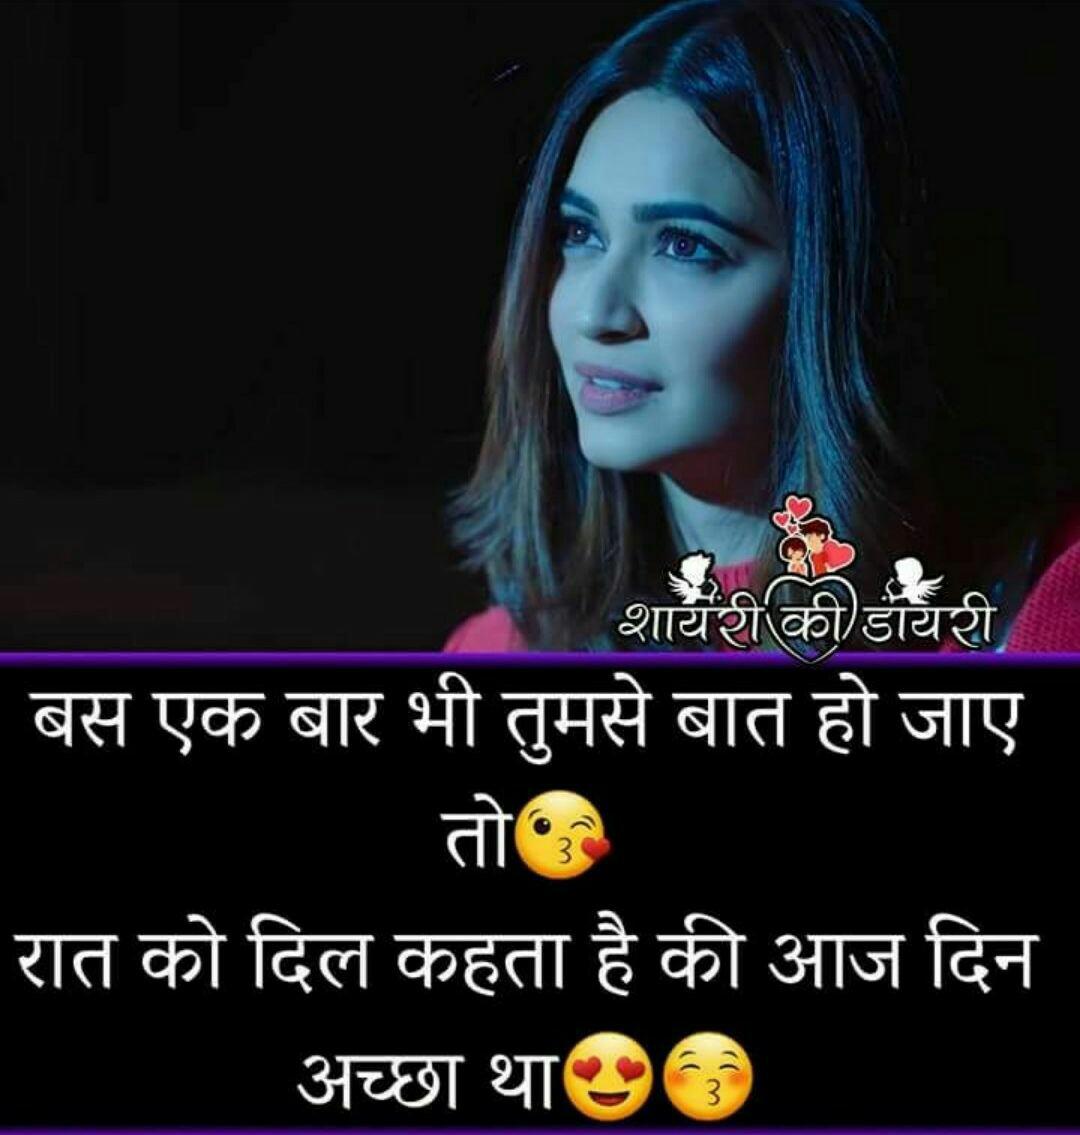 शायरी की डायरी
बस एक बार भी तुमसे बात हो जाए
तो😘
रात को दिल कहता है की आज दिन
अच्छा था😍😚